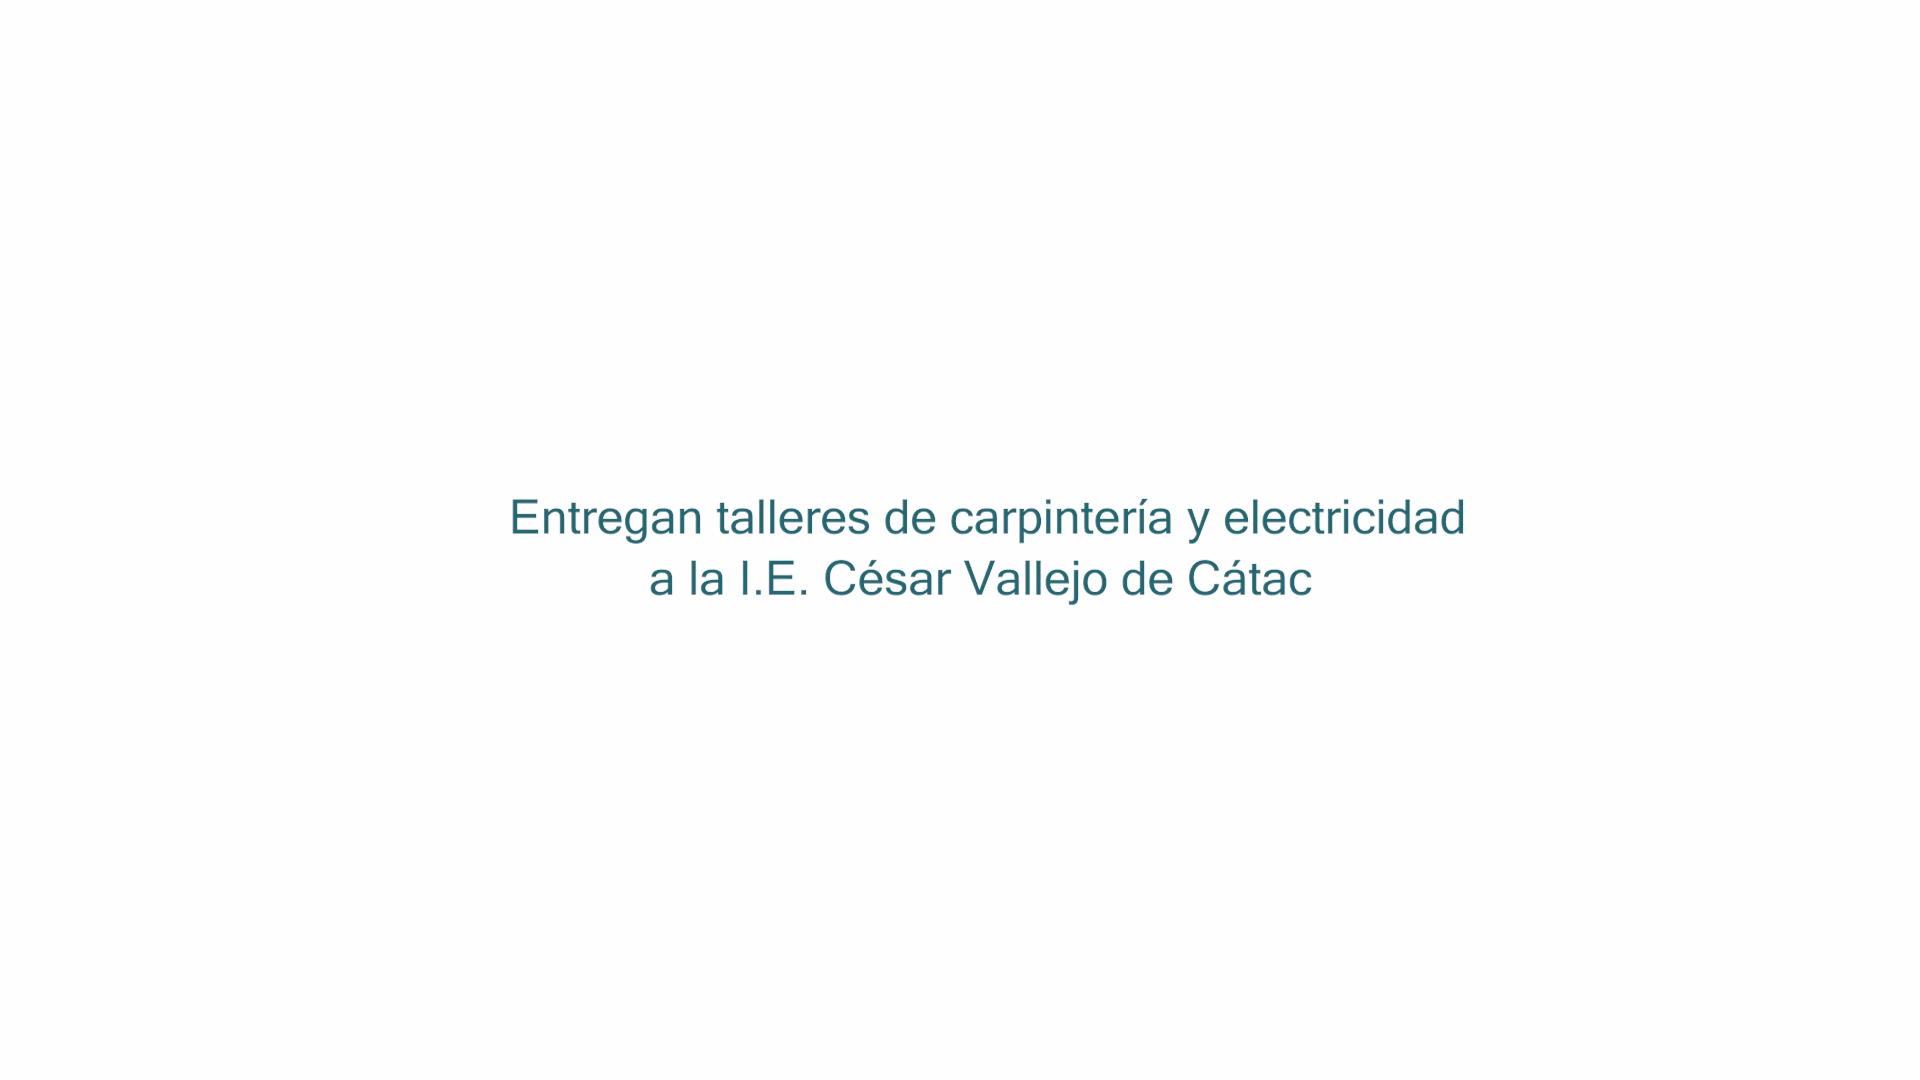 Entregan talleres de carpintería y electricidad
a la I.E. César Vallejo de Cátac